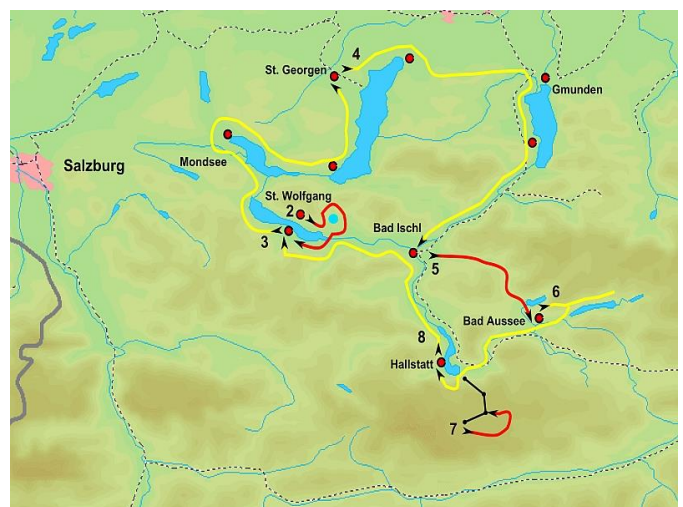 4
St. Georgen
Gmunden
Mondsee
Salzburg
St. Wolfgang
2
Bad Ischl
3
5
6
Bad Aussee
8
Hallstatt
7